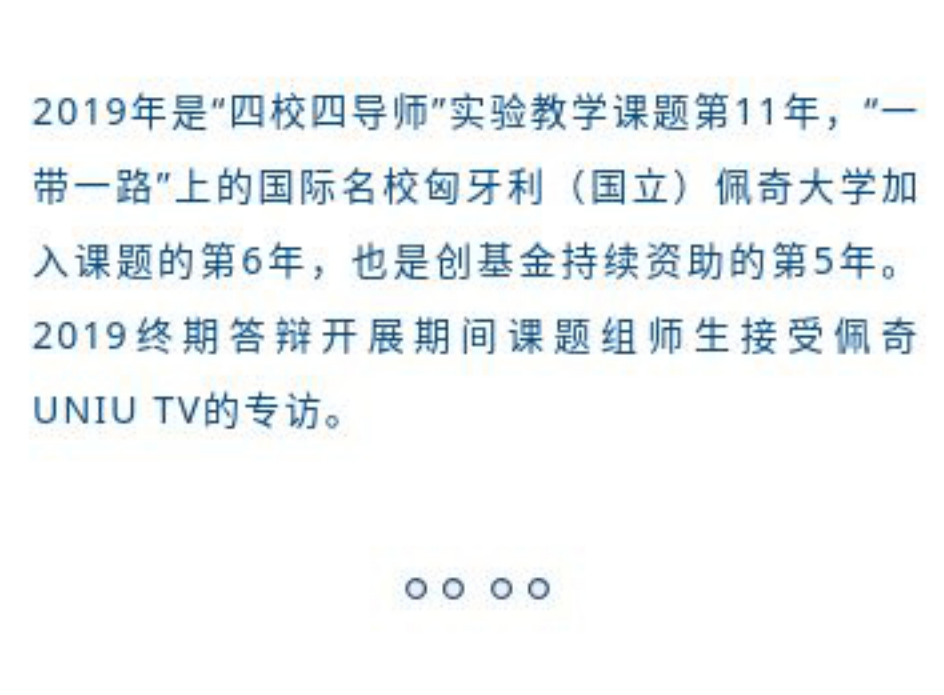 2019年是“四校四导师”实验教学课题第11年，“一
带一路”上的国际名校匈牙利（国立）佩奇大学加
入课题的第6年，也是创基金持续资助的第5年。
2019终期答辩开展期间课题组师生接受佩奇
UNIU TV的专访。